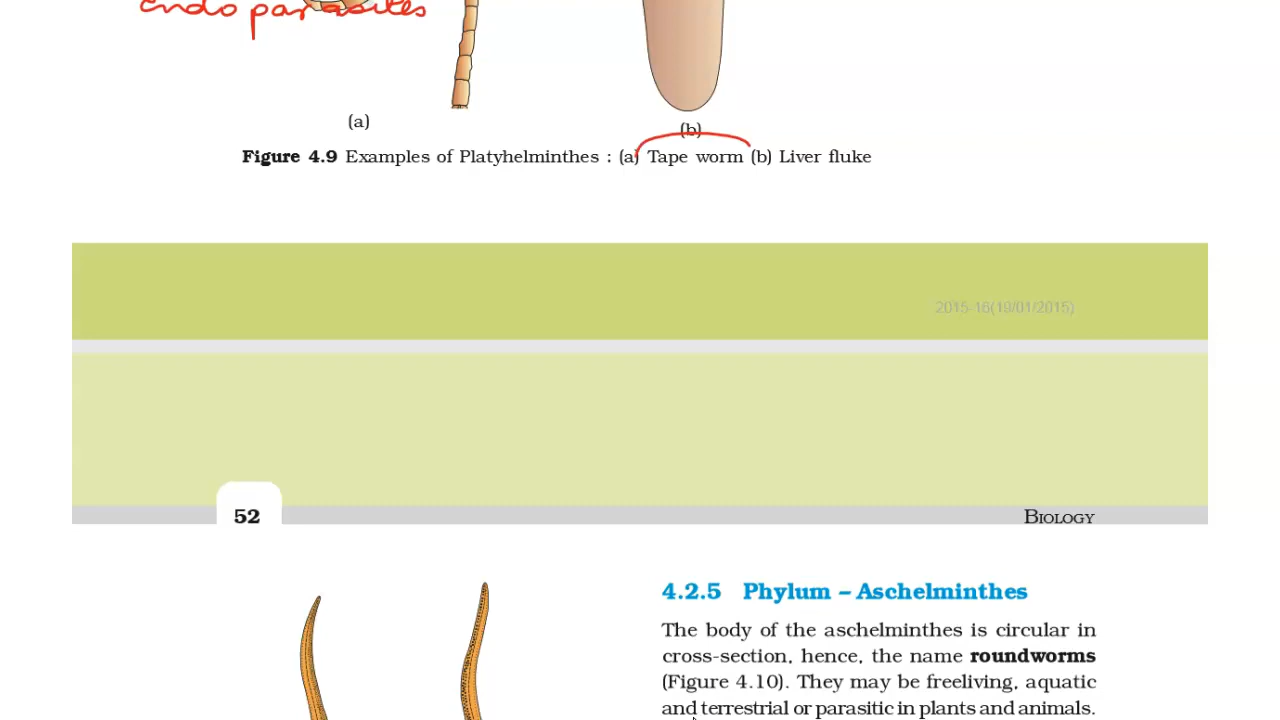 endo parasites
(a)
(b)
Figure 4.9 Examples of Platyhelminthes : (a) Tape worm (b) Liver fluke
2015-16(19/01/2015)
52
BIOLOGY
4.2.5 Phylum – Aschelminthes
The body of the aschelminthes is circular in
cross-section, hence, the name roundworms
(Figure 4.10). They may be freeliving, aquatic
and terrestrial or parasitic in plants and animals.